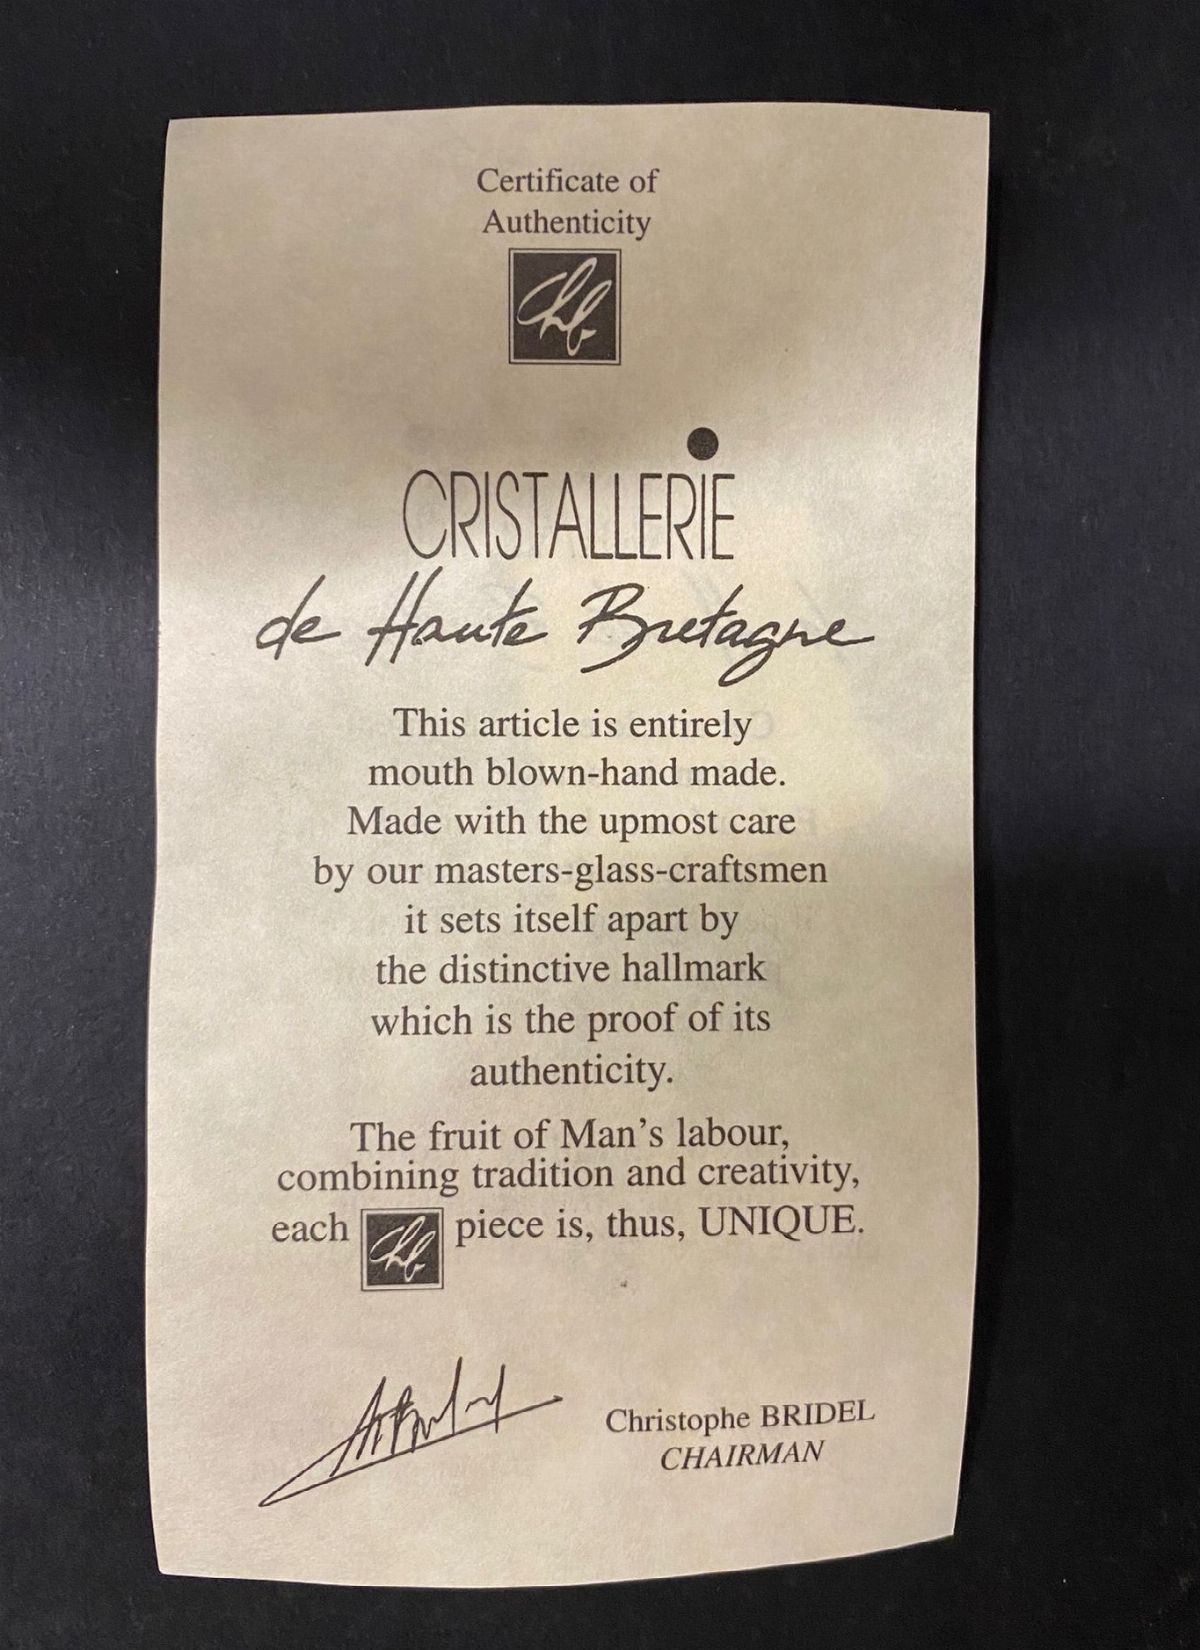 Certificate of
Authenticity
chb
CRISTALLERIE
de Haute Bretagne
This article is entirely
mouth blown-hand made.
Made with the upmost care
by our masters-glass-craftsmen
it sets itself apart by
the distinctive hallmark
which is the proof of its
authenticity.
The fruit of Man's labour,
combining tradition and creativity,
each chb piece is, thus, UNIQUE.
Christophe BRIDEL
CHAIRMAN